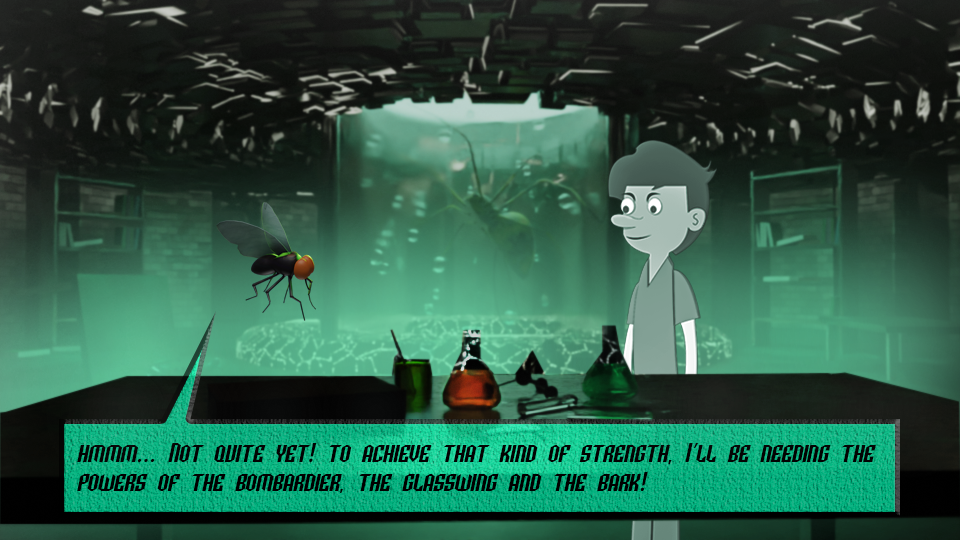 Hmmm... Not quite yet! To achieve that kind of strength, I'll be needing the
powers of the bombardier, the glasswing and the bark!